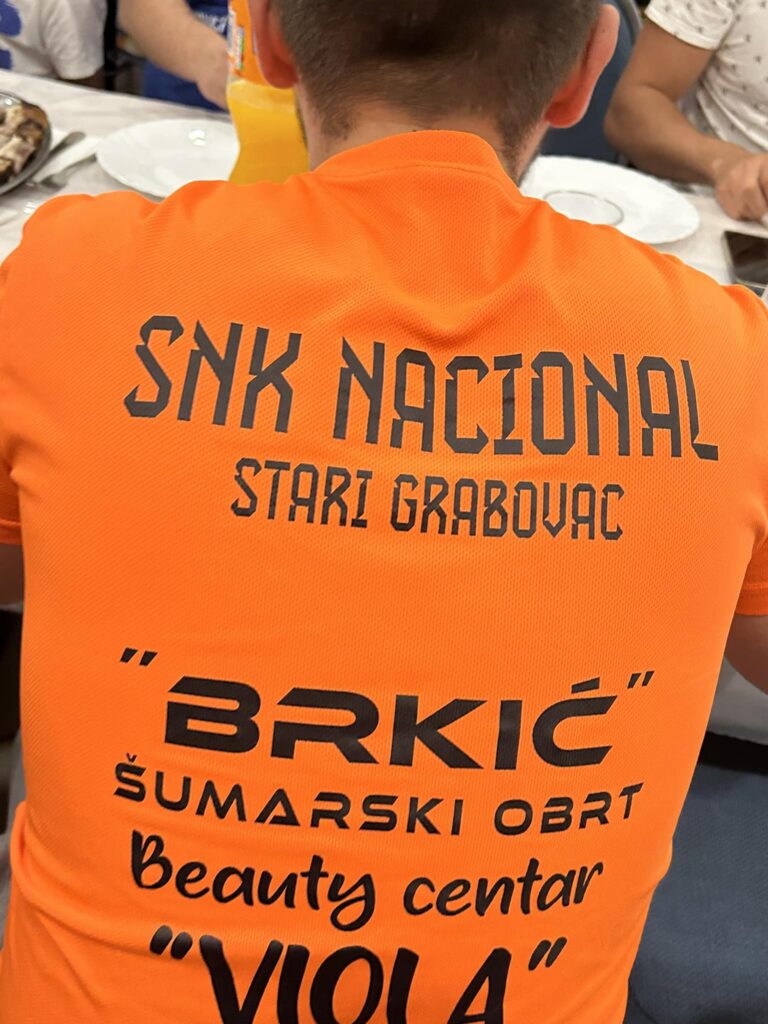 SNK NACIONAL
STARI GRABOVAC
"BRKIĆ"
ŠUMARSKI OBRT
Beauty centar
"VIOLA"